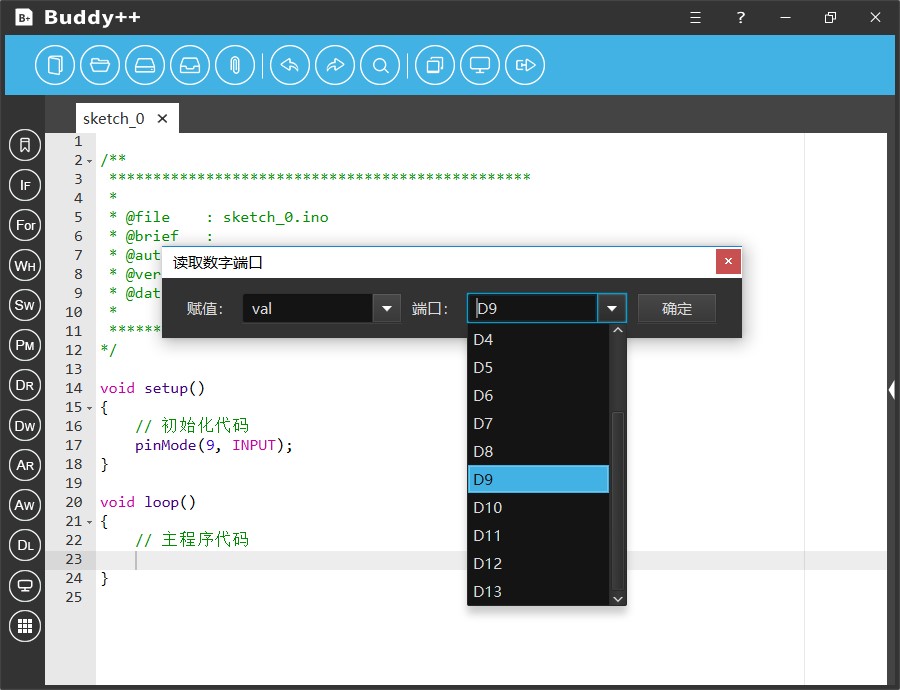 B+ Buddy++
?
sketch_0
1
2 /**
3 ************************************************
4 *
5 * @file    : sketch_0.ino
6 * @brief   :
7 * @aut
8 * @ver
9 * @dat
10 *
11 ******
12 */
13
14 void setup()
15 {
16 // 初始化代码
17 pinMode(9, INPUT);
18 }
19
20 void loop()
21 {
22 // 主程序代码
23
24 }
25
读取数字端口
赋值: val 端口: D9 确定
D4
D5
D6
D7
D8
D9
D10
D11
D12
D13
IF
For
WH
SW
PM
DR
DW
AR
AW
DL